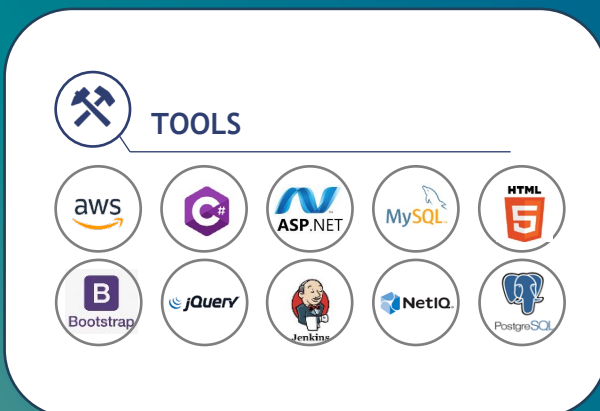 TOOLS
aws
C#
ASP.NET
MySQL
HTML
5
B
Bootstrap
jQuery
Jenkins
NetIQ
PostgreSQL